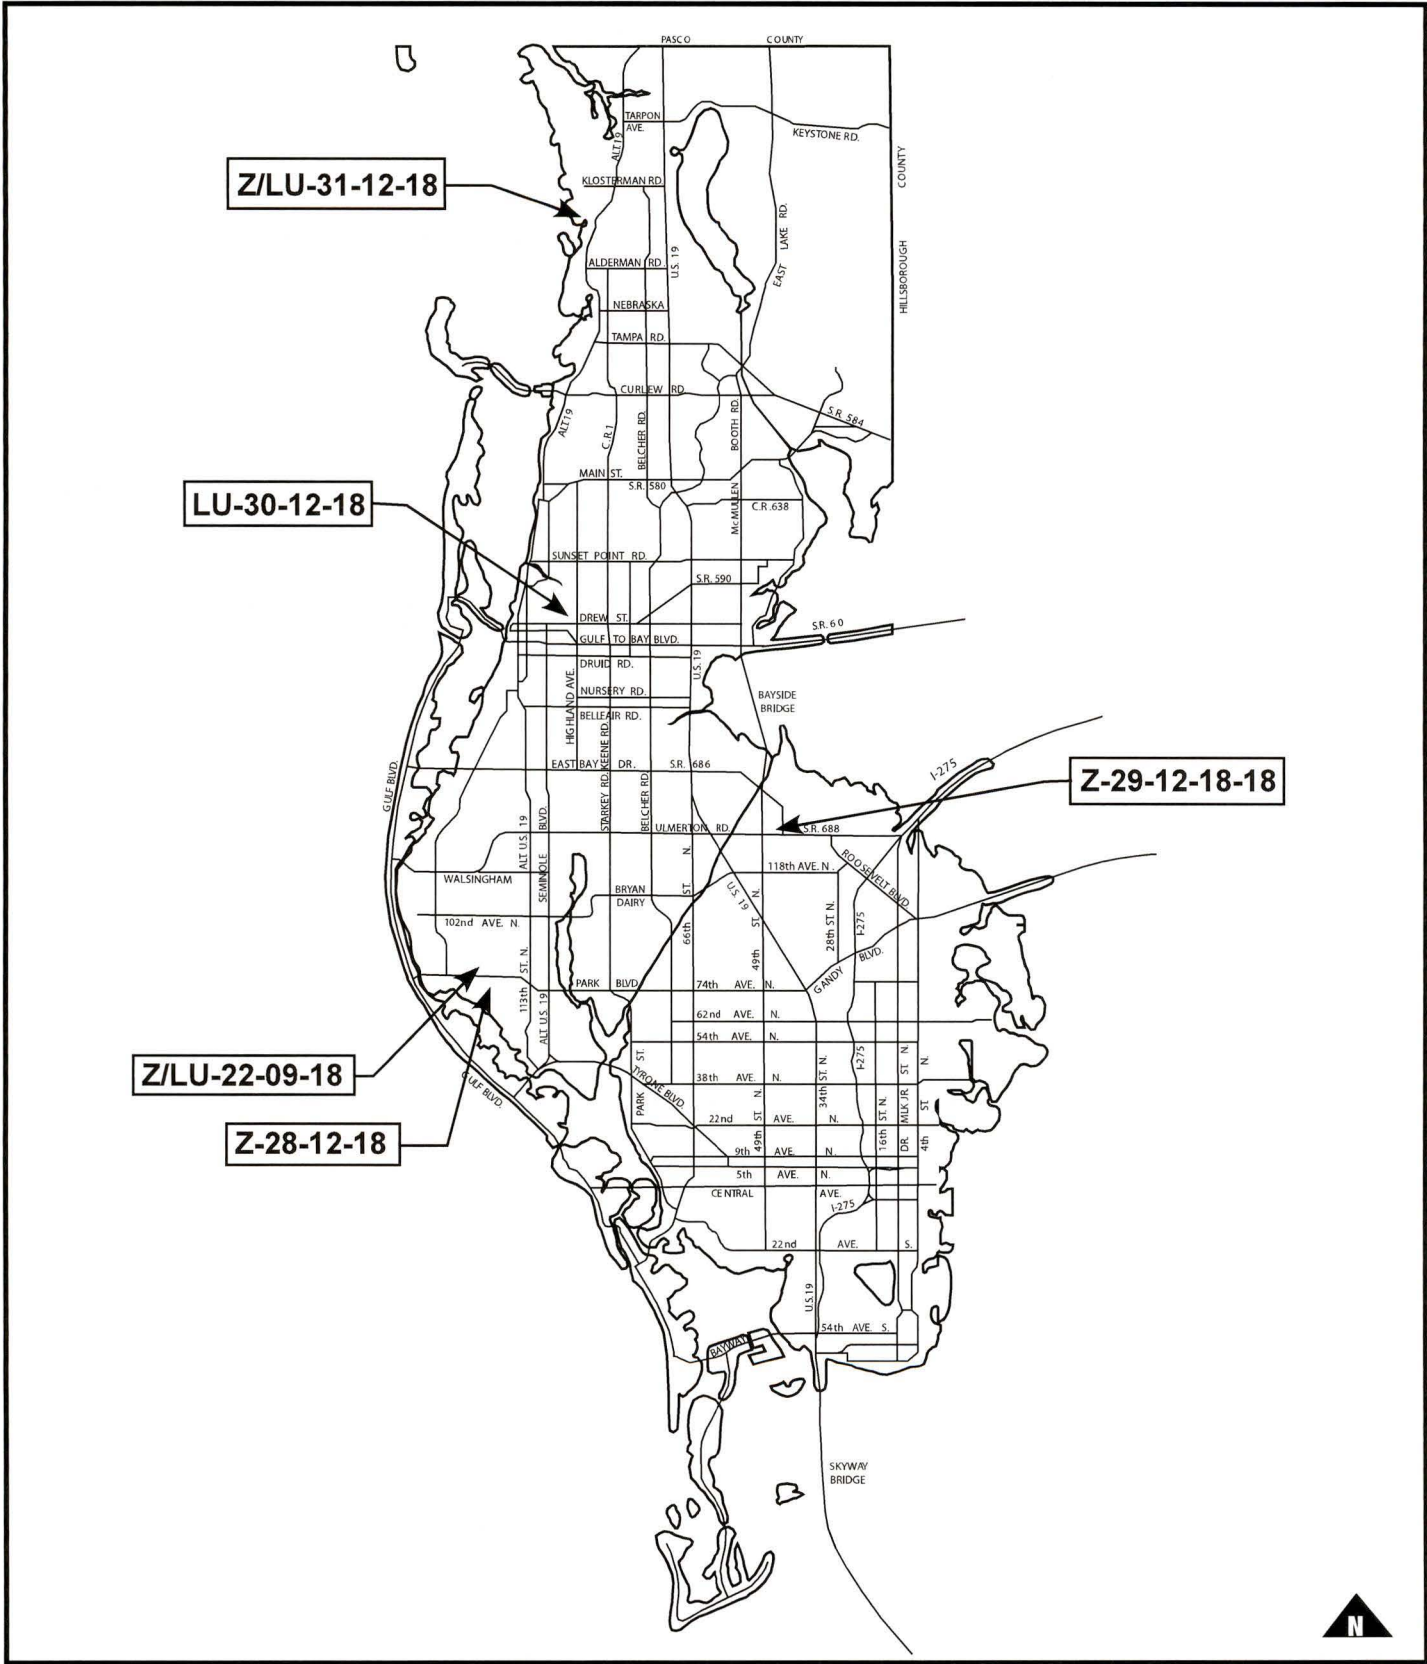 PASCO COUNTY
TARPON
AVE.
KEYSTONE RD.
ALT 19
COUNTY
Z/LU-31-12-18
KLOSTERMAN RD.
EAST LAKE RD.
HILLSBOROUGH
U.S. 19
ALDERMAN RD.
NEBRASKA
TAMPA RD.
CURLEW RD
ALT 19
C.R.1
BELCHER RD.
BOOTH RD.
S.R. 584
MAIN ST.
S.R. 580
McMULLEN
C.R.638
LU-30-12-18
SUNSET POINT RD.
S.R. 590
DREW ST.
S.R. 60
GULF TO BAY BLVD.
DRUID RD.
U.S. 19
NURSERY RD.
BAYSIDE
BRIDGE
HIGHLAND AVE.
BELLEAIR RD.
KEENE RD.
EAST BAY DR. S.R. 686
GULF BLVD.
I-275
Z-29-12-18-18
STARKEY RD.
BELCHER RD.
ALT U.S. 19
SEMINOLE BLVD.
ULMERTON RD.
S.R. 688
118th AVE. N.
ROOSEVELT BLVD.
WALSINGHAM
BRYAN
DAIRY
U.S. 19
66th ST. N.
49th ST. N.
28th ST. N.
I-275
102nd AVE. N.
GANDY BLVD.
113th ST. N.
ALT U.S. 19
PARK BLVD.
74th AVE. N.
62nd AVE. N.
54th AVE. N.
Z/LU-22-09-18
GULF BLVD.
TYRONE BLVD.
PARK ST.
38th AVE. N.
34th ST. N.
I-275
22nd AVE. N.
49th ST. N.
16th ST. N.
DR. MLK JR. ST. N.
4th ST. N.
Z-28-12-18
9th AVE. N.
5th AVE. N.
CENTRAL AVE.
I-275
22nd AVE. S.
U.S.19
54th AVE. S.
BAYWAY
SKYWAY
BRIDGE
N